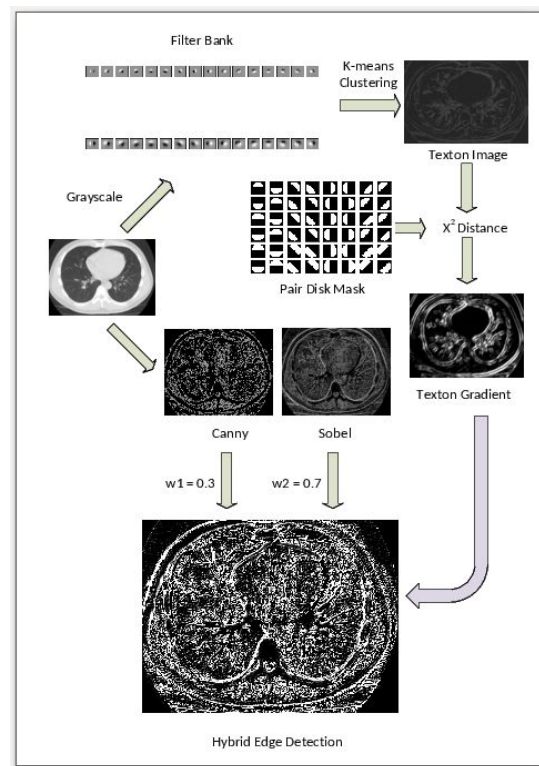 Filter Bank
K-means
Clustering
Texton Image
Grayscale
X² Distance
Pair Disk Mask
Texton Gradient
Canny
Sobel
w1 = 0.3
w2 = 0.7
Hybrid Edge Detection